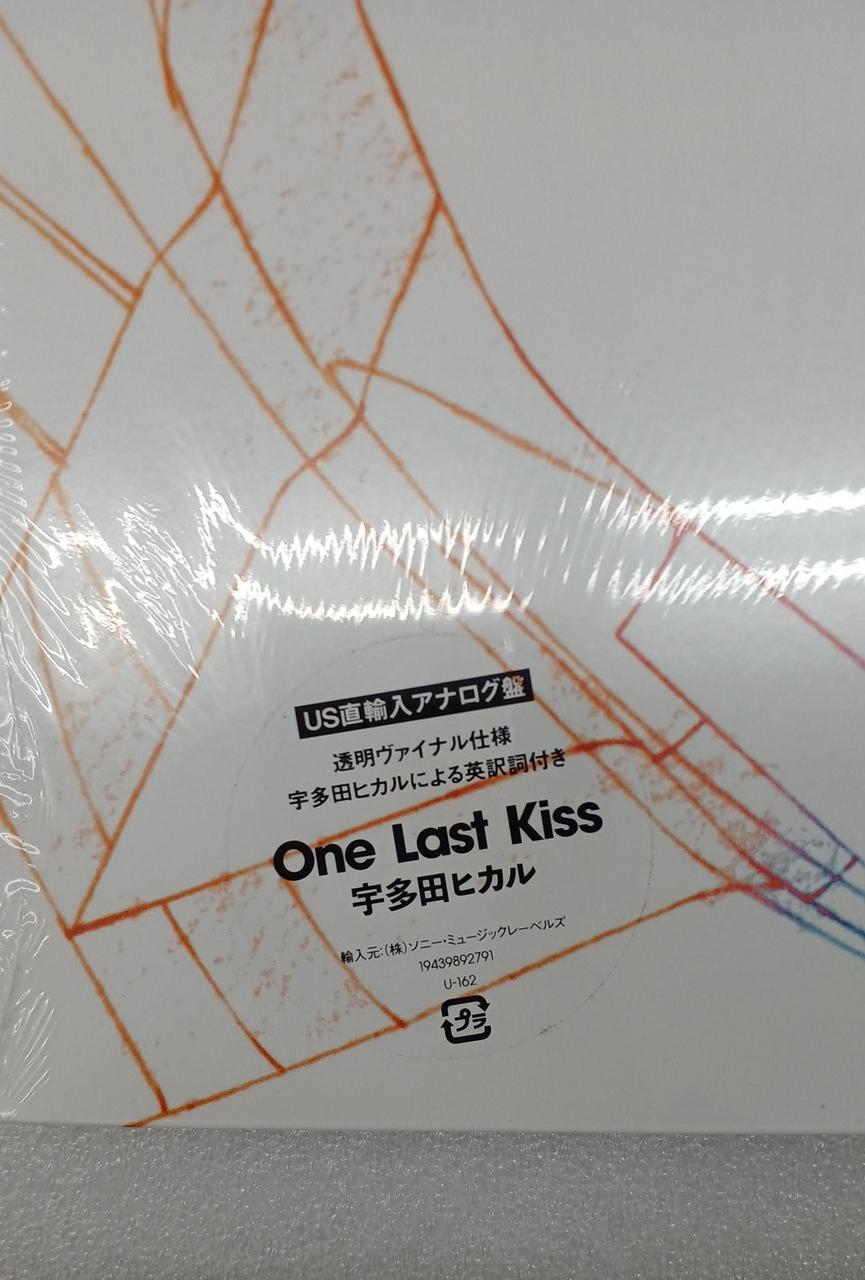 US直輸入アナログ盤
透明ヴァイナル仕様
宇多田ヒカルによる英訳詞付き
One Last Kiss
宇多田ヒカル
輸入元:(株)ソニー・ミュージックレーベルズ
19439892791
U-162
プラ